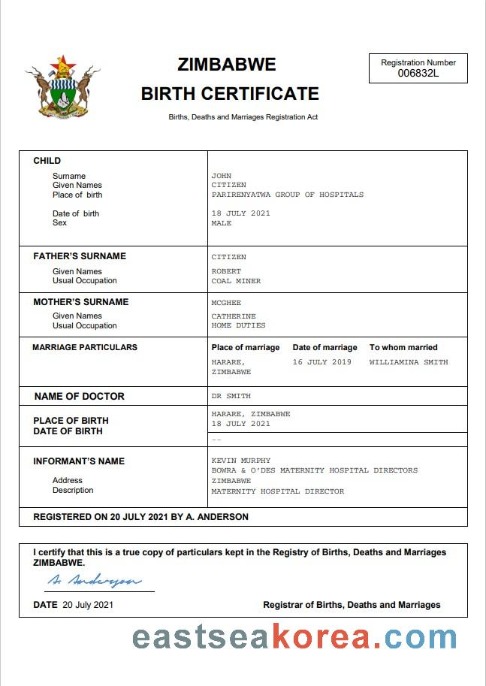 ZIMBABWE
BIRTH CERTIFICATE
Births, Deaths and Marriages Registration Act
Registration Number
006832L
CHILD
Surname JOHN
Given Names CITIZEN
Place of birth PARIRENYATWA GROUP OF HOSPITALS
Date of birth 18 JULY 2021
Sex MALE
FATHER'S SURNAME CITIZEN
Given Names ROBERT
Usual Occupation COAL MINER
MOTHER'S SURNAME MCGHEE
Given Names CATHERINE
Usual Occupation HOME DUTIES
MARRIAGE PARTICULARS Place of marriage Date of marriage To whom married
HARARE, 16 JULY 2019 WILLIAMINA SMITH
ZIMBABWE
NAME OF DOCTOR DR SMITH
PLACE OF BIRTH HARARE, ZIMBABWE
DATE OF BIRTH 18 JULY 2021
--
INFORMANT'S NAME KEVIN MURPHY
BOWRA & O'DES MATERNITY HOSPITAL DIRECTORS
Address ZIMBABWE
Description MATERNITY HOSPITAL DIRECTOR
REGISTERED ON 20 JULY 2021 BY A. ANDERSON
I certify that this is a true copy of particulars kept in the Registry of Births, Deaths and Marriages
ZIMBABWE.
A. Anderson
DATE 20 July 2021 Registrar of Births, Deaths and Marriages
eastseakorea.com